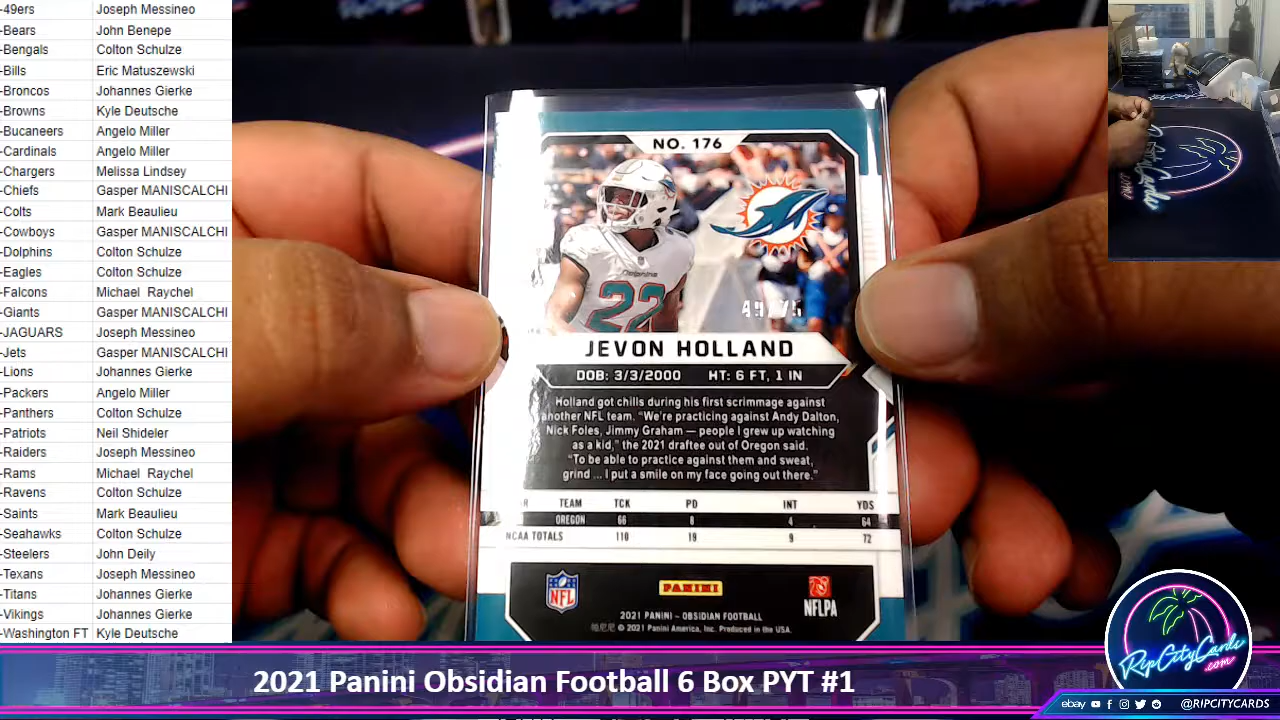 -49ers Joseph Messineo
-Bears John Benepe
-Bengals Colton Schulze
-Bills Eric Matuszewski
-Broncos Johannes Gierke
-Browns Kyle Deutsche
-Bucaneers Angelo Miller
-Cardinals Angelo Miller
-Chargers Melissa Lindsey
-Chiefs Gasper MANISCALCHI
-Colts Mark Beaulieu
-Cowboys Gasper MANISCALCHI
-Dolphins Colton Schulze
-Eagles Colton Schulze
-Falcons Michael Raychel
-Giants Gasper MANISCALCHI
-JAGUARS Joseph Messineo
-Jets Gasper MANISCALCHI
-Lions Johannes Gierke
-Packers Angelo Miller
-Panthers Colton Schulze
-Patriots Neil Shideler
-Raiders Joseph Messineo
-Rams Michael Raychel
-Ravens Colton Schulze
-Saints Mark Beaulieu
-Seahawks Colton Schulze
-Steelers John Deily
-Texans Joseph Messineo
-Titans Johannes Gierke
-Vikings Johannes Gierke
-Washington FT Kyle Deutsche
NO. 176
Dolphins
22
JEVON HOLLAND
DOB: 3/3/2000 HT: 6 FT, 1 IN
Holland got chills during his first scrimmage against
another NFL team. “We're practicing against Andy Dalton,
Nick Foles, Jimmy Graham — people I grew up watching
as a kid,” the 2021 draftee out of Oregon said.
“To be able to practice against them and sweat,
grind ... I put a smile on my face going out there.”
R TEAM TCK PD INT YDS
OREGON 66 8 4 64
NCAA TOTALS 110 19 9 72
NFL
PANINI
NFLPA
2021 PANINI – OBSIDIAN FOOTBALL
© 2021 Panini America, Inc. Produced in the USA.
RipCityCards
.com
2021 Panini Obsidian Football 6 Box PYT #1
ebay
@RIPCITYCARDS